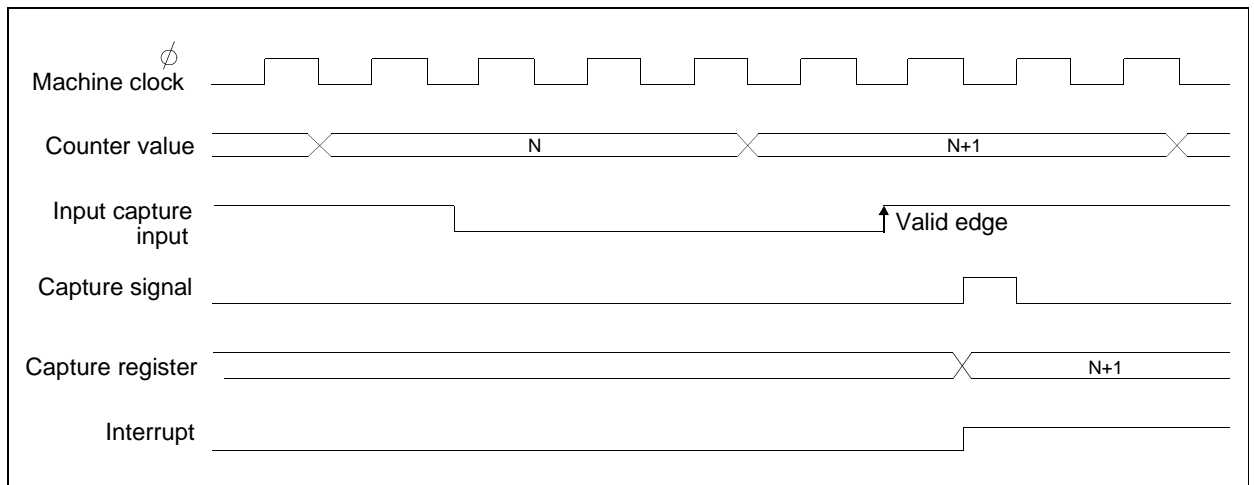 ϕ
Machine clock
Counter value
N
N+1
Input capture
input
Valid edge
Capture signal
Capture register
N+1
Interrupt